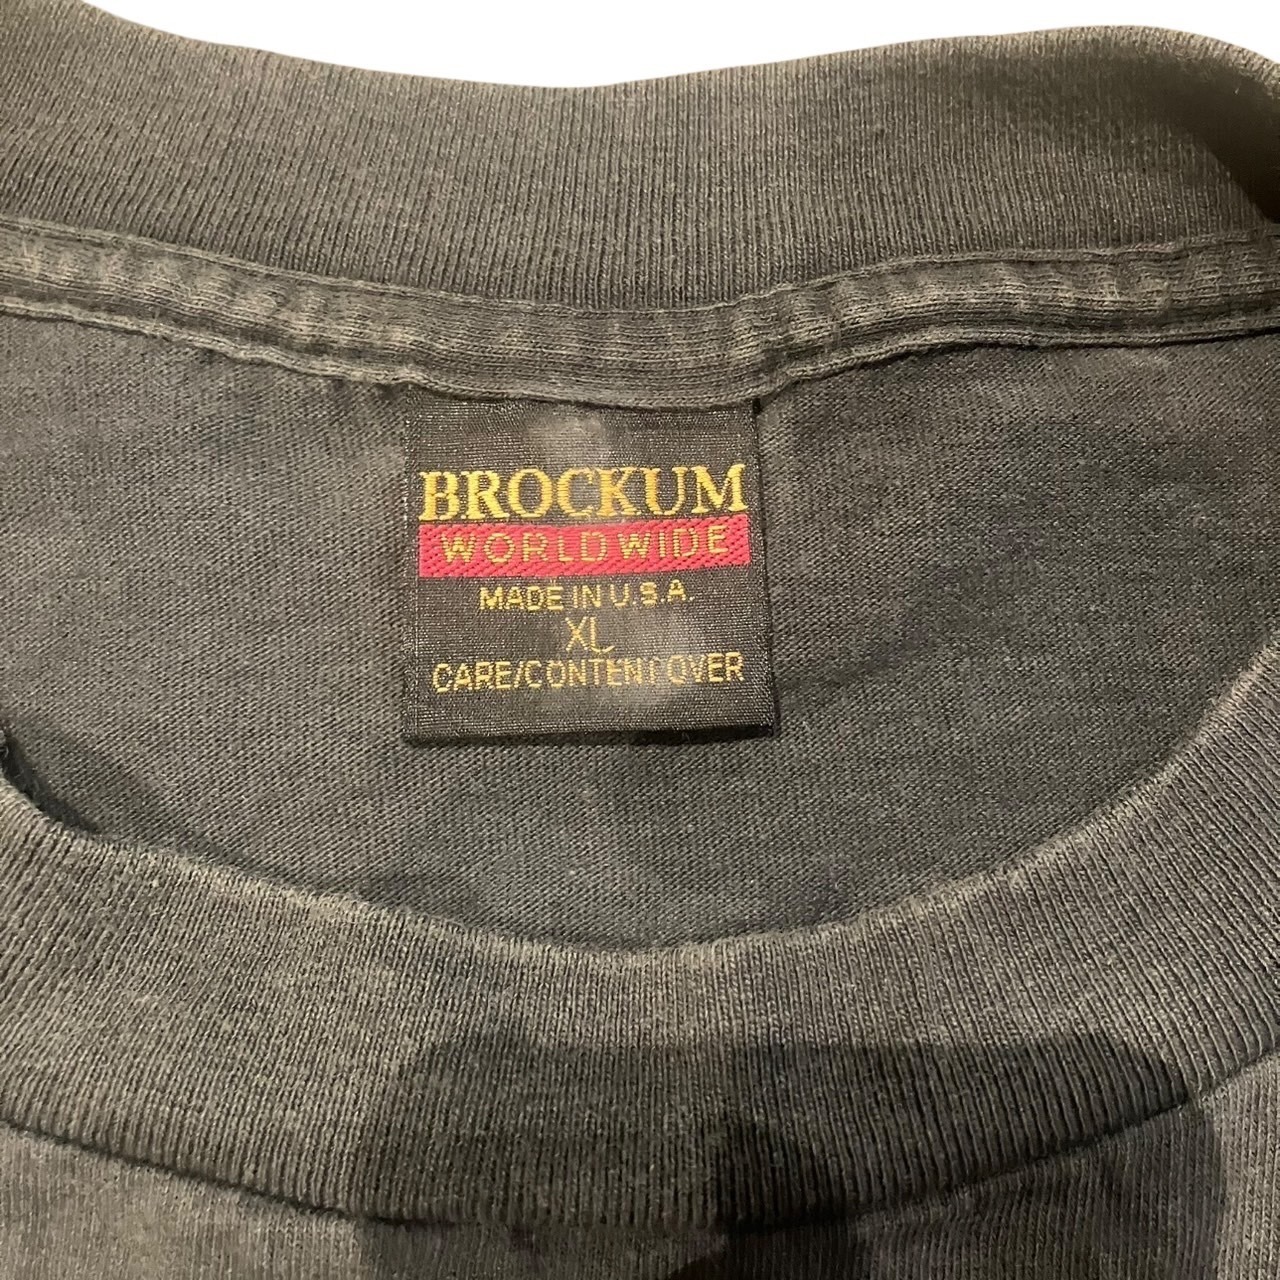 BROCKUM
WORLDWIDE
MADE IN U.S.A.
XL
CARE/CONTENT OVER